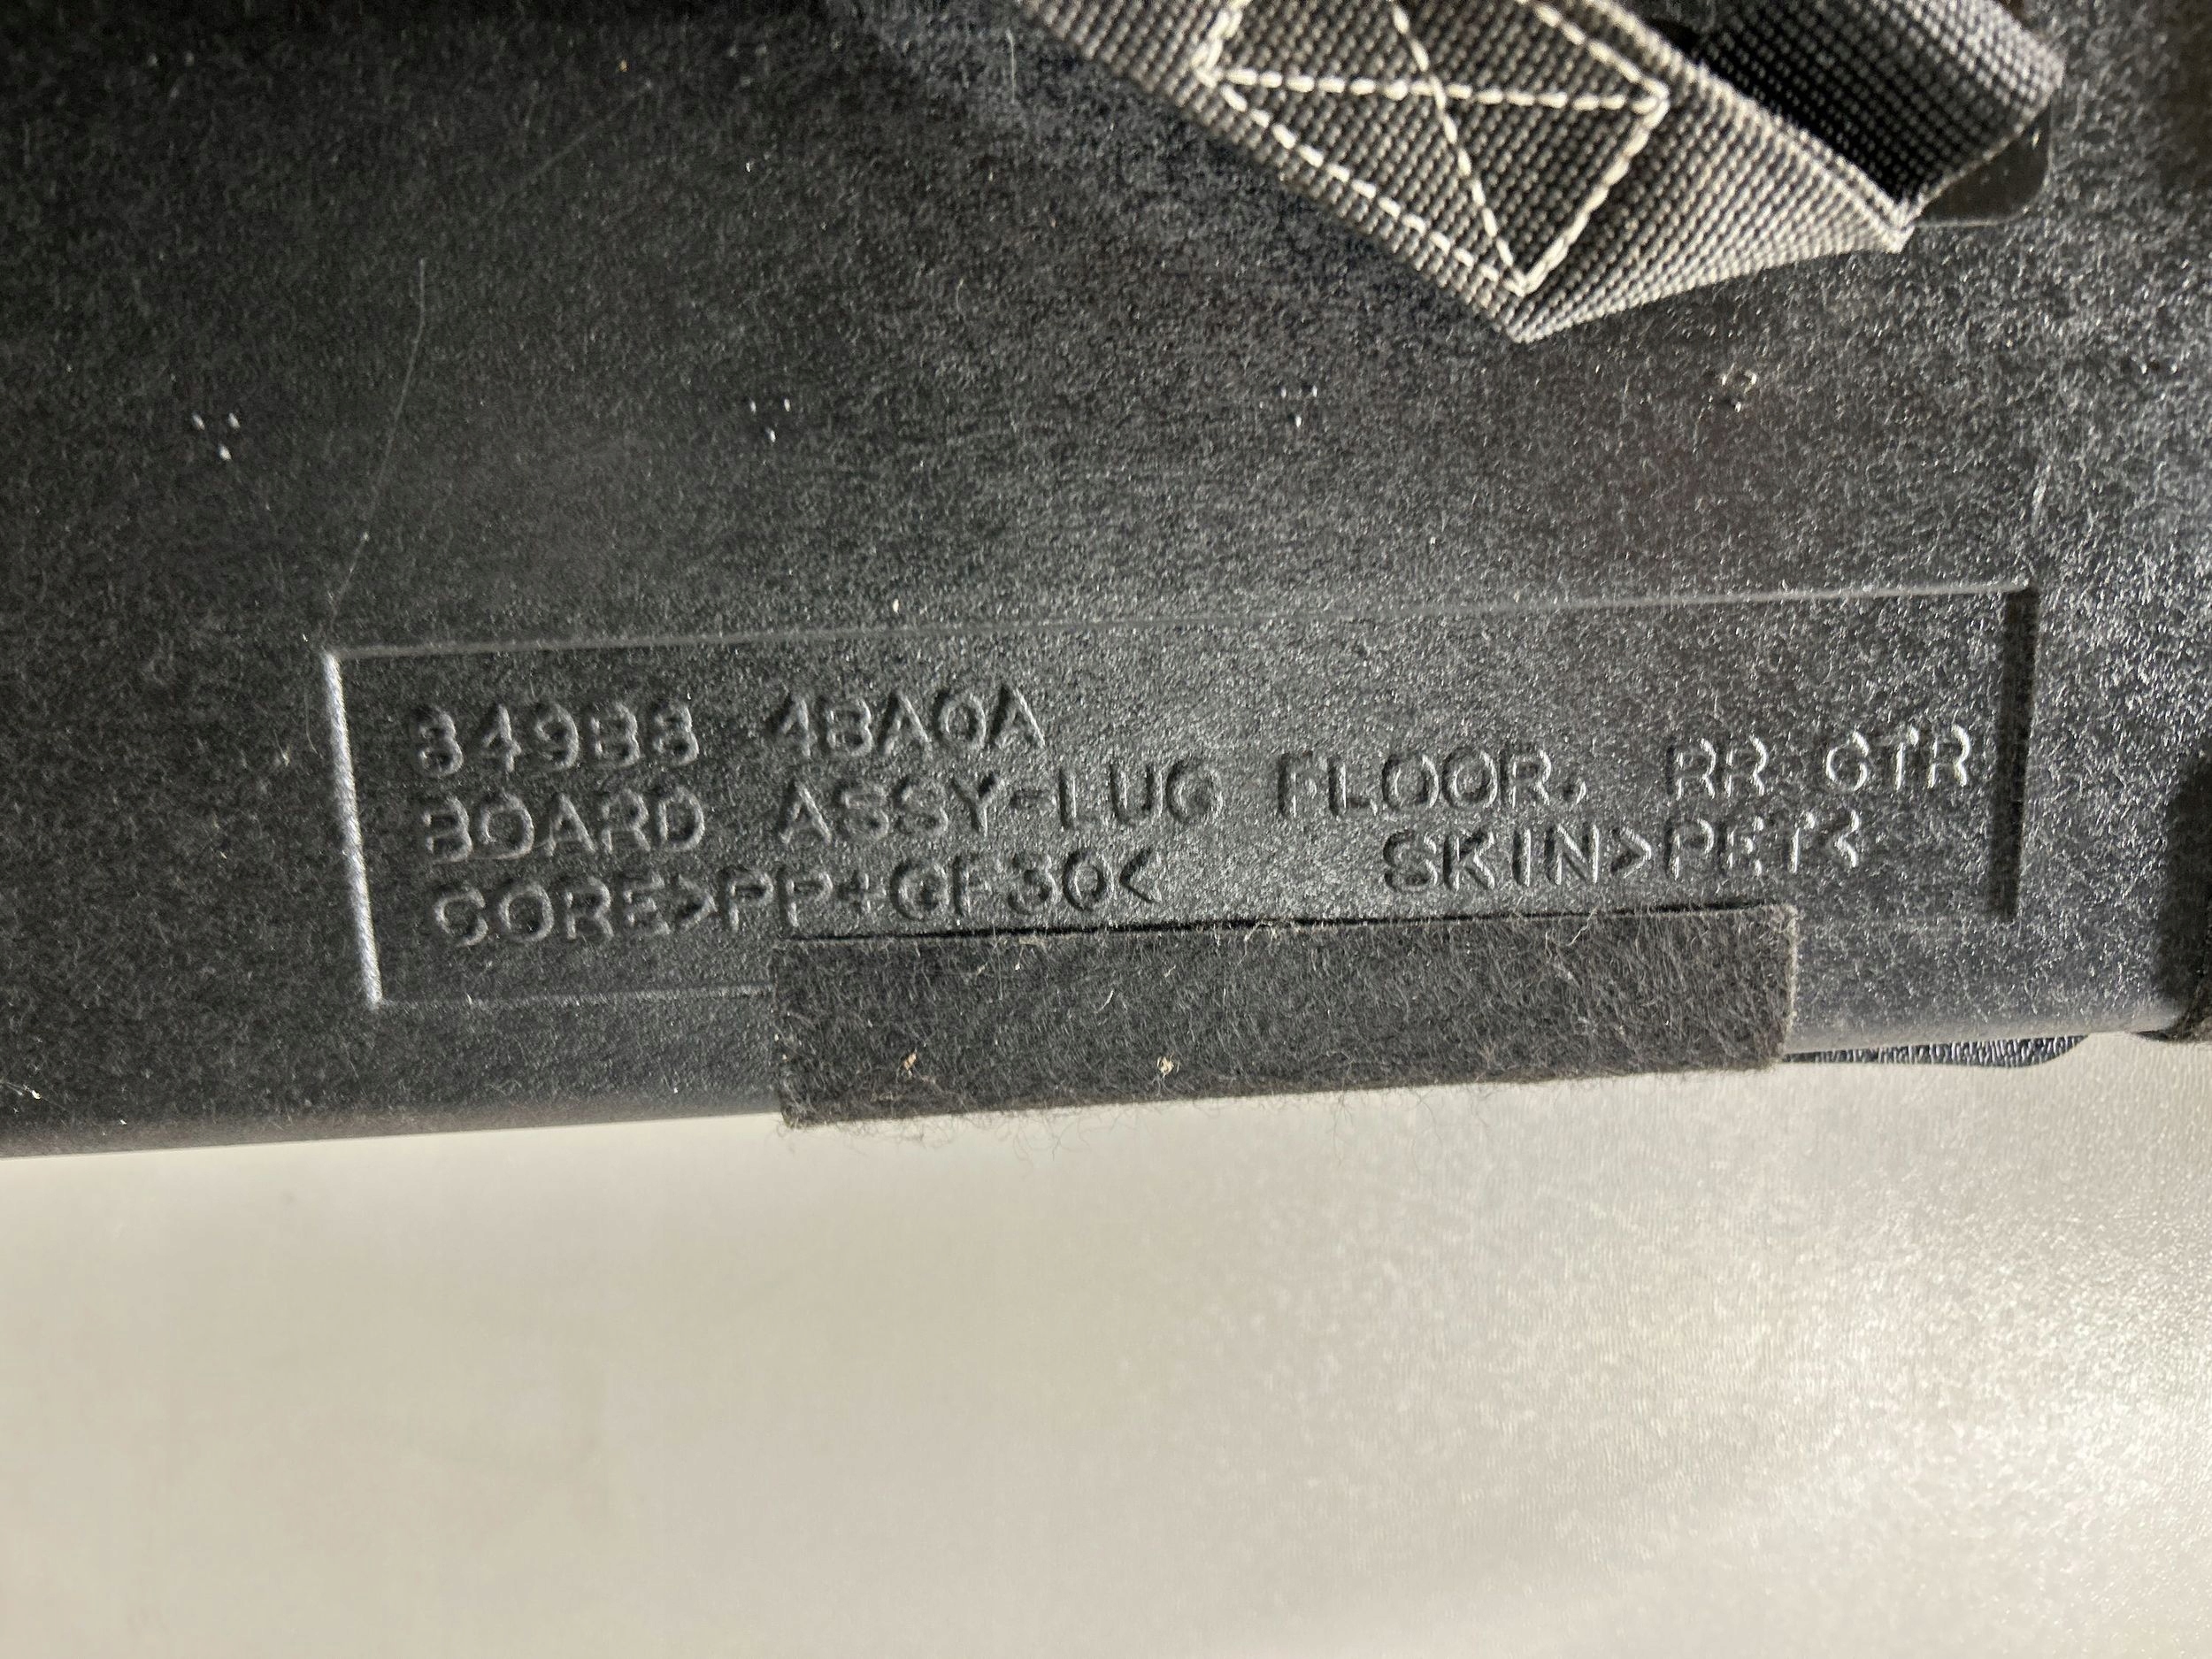 849B8 4BA0A
BOARD ASSY-LUG FLOOR, RR CTR
CORE>PP+GF30< SKIN>PET<